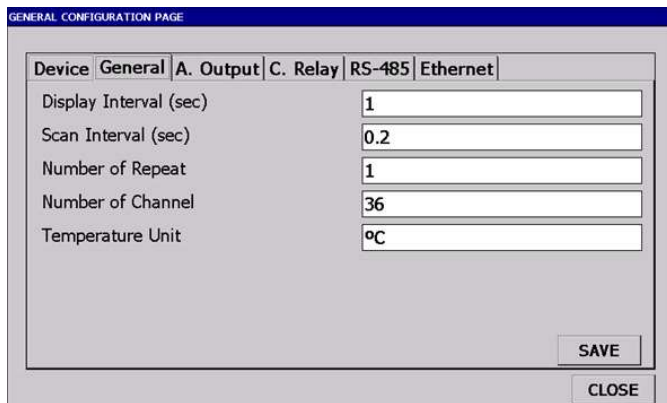 GENERAL CONFIGURATION PAGE
Device General A. Output C. Relay RS-485 Ethernet
Display Interval (sec) 1
Scan Interval (sec) 0.2
Number of Repeat 1
Number of Channel 36
Temperature Unit ºC
SAVE
CLOSE